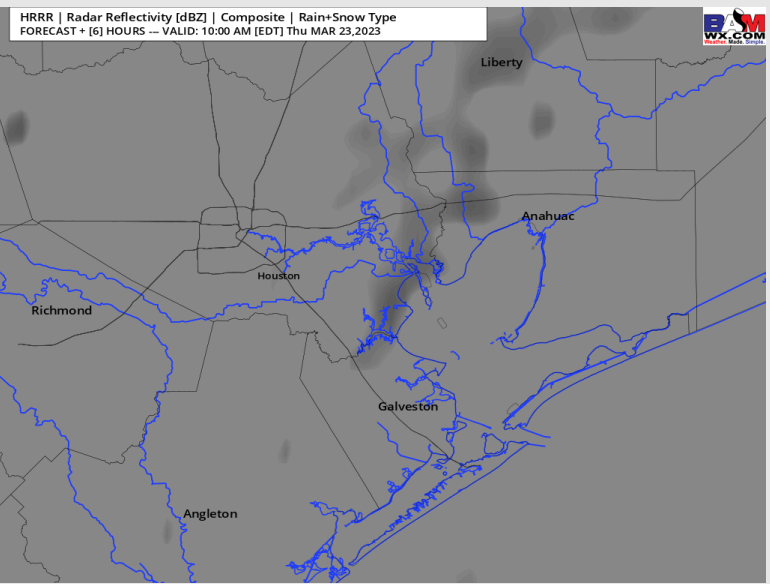 HRRR | Radar Reflectivity [dBZ] | Composite | Rain+Snow Type
FORECAST + [6] HOURS --- VALID: 10:00 AM [EDT] Thu MAR 23,2023
BAM
WX.COM
Weather. Made. Simple.
Liberty
Anahuac
Houston
Richmond
Galveston
Angleton